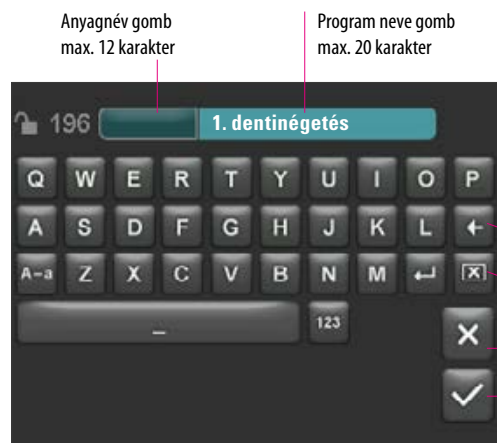 Anyagnév gomb
max. 12 karakter
Program neve gomb
max. 20 karakter
196
1. dentinégetés
Q W E R T Y U I O P
A S D F G H J K L
A-a Z X C V B N M
_ 123